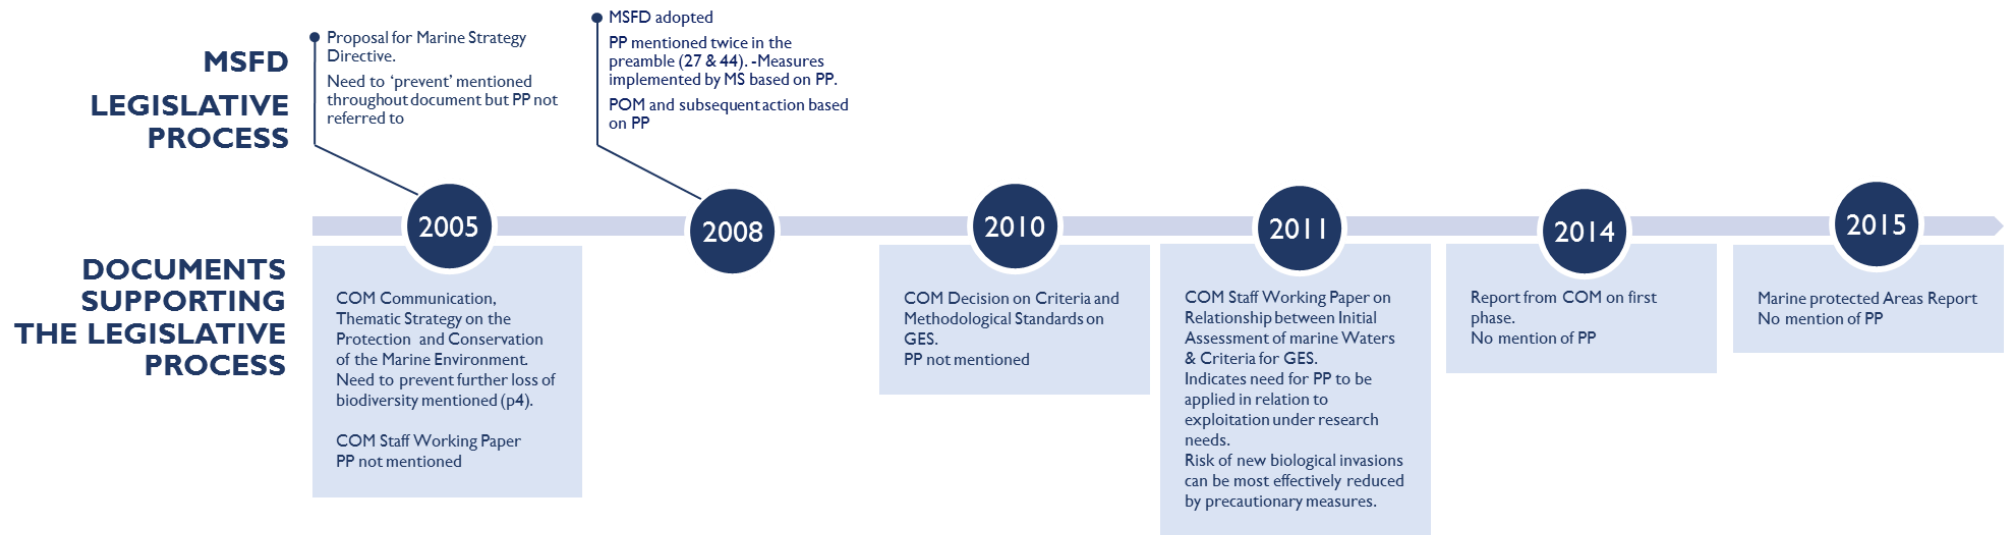 MSFD
LEGISLATIVE
PROCESS
Proposal for Marine Strategy
Directive.
Need to ‘prevent’ mentioned
throughout document but PP not
referred to
MSFD adopted
PP mentioned twice in the
preamble (27 & 44). -Measures
implemented by MS based on PP.
POM and subsequent action based
on PP
2005
2008
2010
2011
2014
2015
DOCUMENTS
SUPPORTING
THE LEGISLATIVE
PROCESS
COM Communication,
Thematic Strategy on the
Protection and Conservation
of the Marine Environment.
Need to prevent further loss of
biodiversity mentioned (p4).
COM Staff Working Paper
PP not mentioned
COM Decision on Criteria and
Methodological Standards on
GES.
PP not mentioned
COM Staff Working Paper on
Relationship between Initial
Assessment of marine Waters
& Criteria for GES.
Indicates need for PP to be
applied in relation to
exploitation under research
needs.
Risk of new biological invasions
can be most effectively reduced
by precautionary measures.
Report from COM on first
phase.
No mention of PP
Marine protected Areas Report
No mention of PP